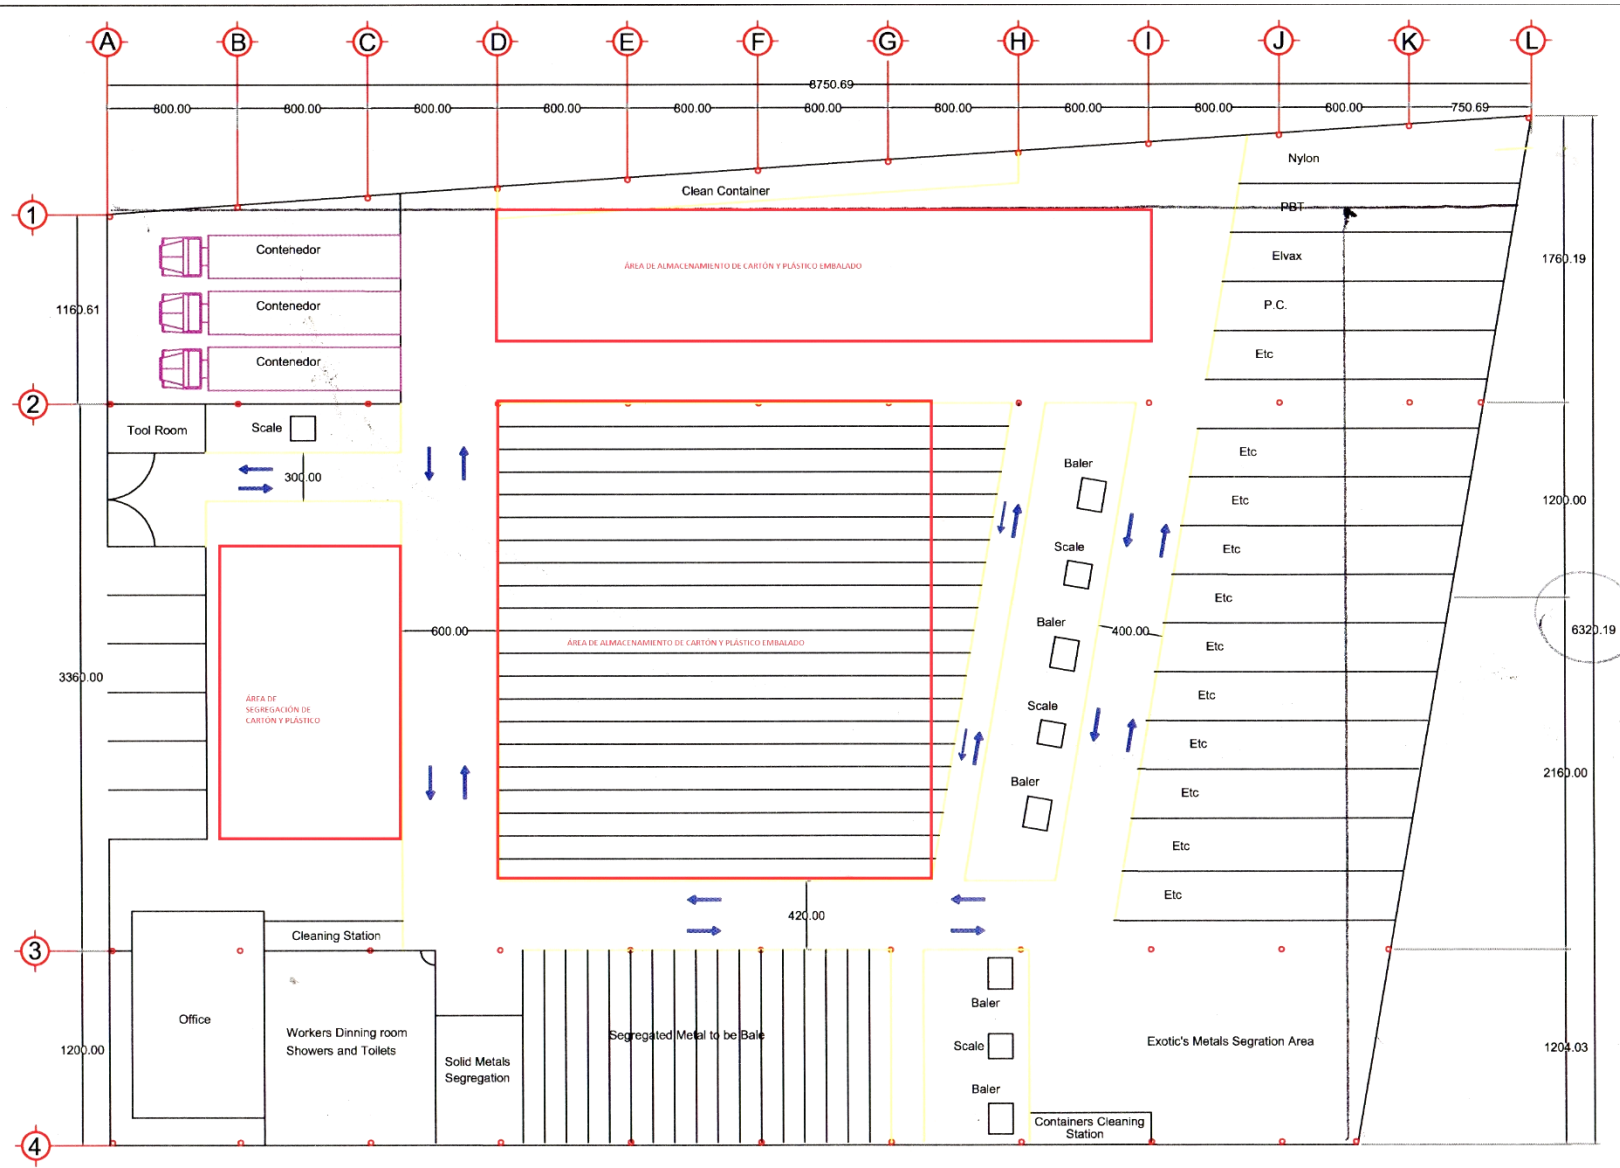 A B C D E F G H I J K L
8750.69
800.00 800.00 800.00 800.00 800.00 800.00 800.00 800.00 800.00 800.00 750.69
Nylon
Clean Container
1
PBT
Contenedor
Elvax
1760.19
ÁREA DE ALMACENAMIENTO DE CARTÓN Y PLÁSTICO EMBALADO
Contenedor
P.C.
1160.61
Contenedor
Etc
2
Tool Room
Scale
Etc
Baler
300.00
Etc
1200.00
Scale
Etc
Etc
Baler
600.00
400.00
6320.19
ÁREA DE ALMACENAMIENTO DE CARTÓN Y PLÁSTICO EMBALADO
Etc
3360.00
ÁREA DE
SEGREGACIÓN DE
CARTÓN Y PLÁSTICO
Etc
Scale
Etc
2160.00
Baler
Etc
Etc
Etc
420.00
Cleaning Station
3
Baler
Office
Workers Dinning room
Showers and Toilets
Segregated Metal to be Bale
Scale
Exotic's Metals Segration Area
1200.00
1204.03
Solid Metals
Segregation
Baler
Containers Cleaning
Station
4